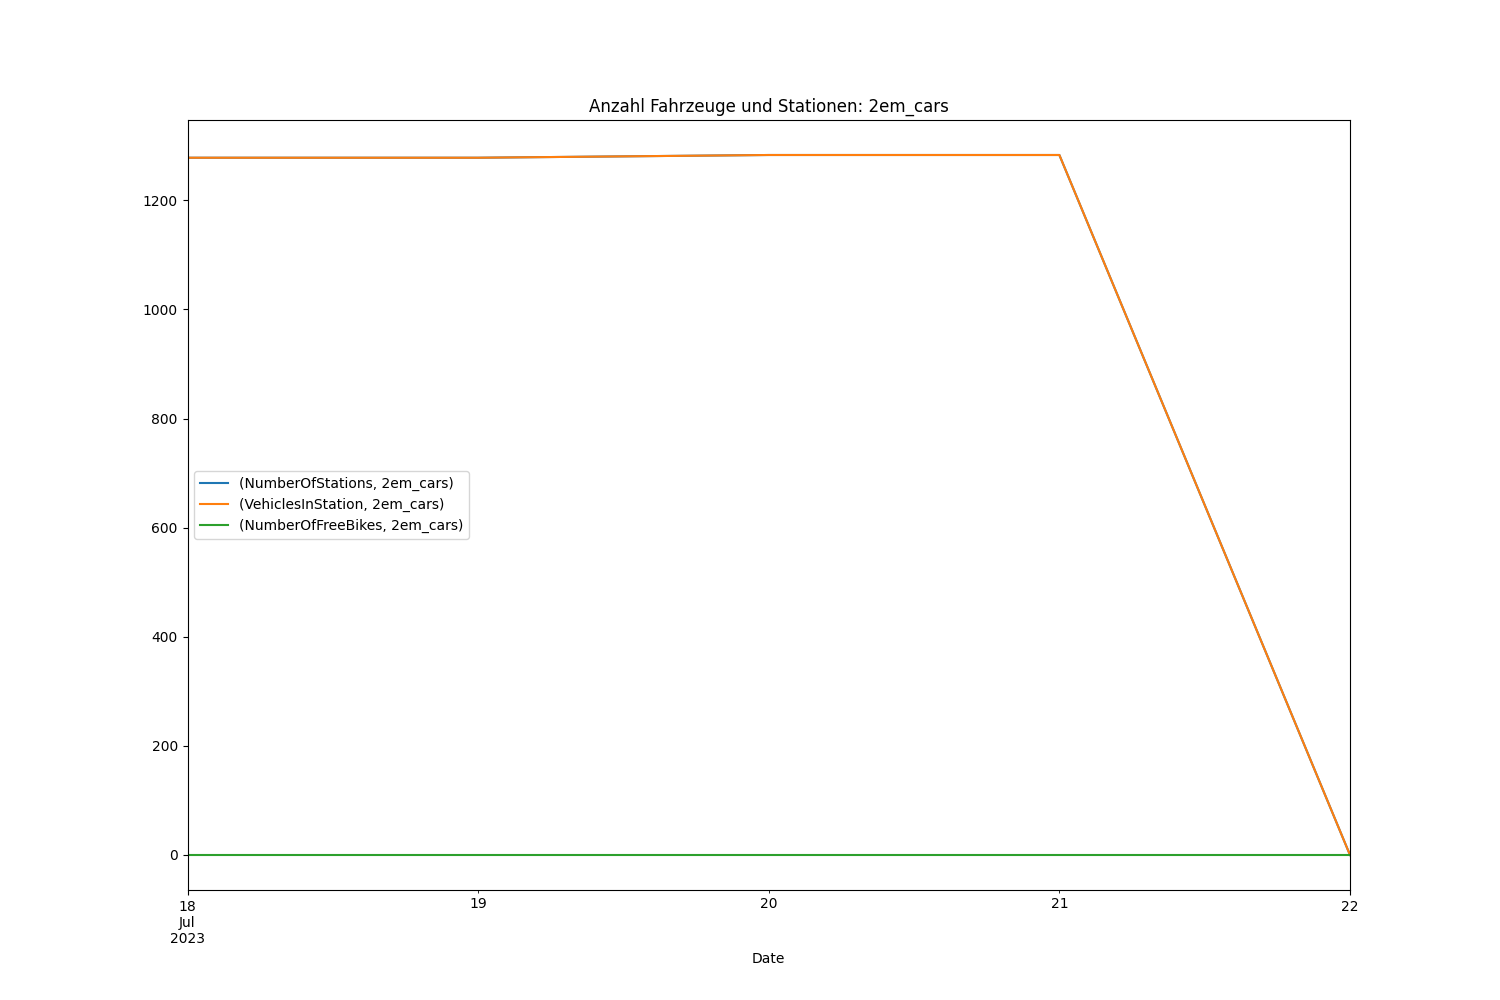 Anzahl Fahrzeuge und Stationen: 2em_cars
1200
1000
800
600
400
200
0
(NumberOfStations, 2em_cars)
(VehiclesInStation, 2em_cars)
(NumberOfFreeBikes, 2em_cars)
18 19 20 21 22
Jul
2023
Date